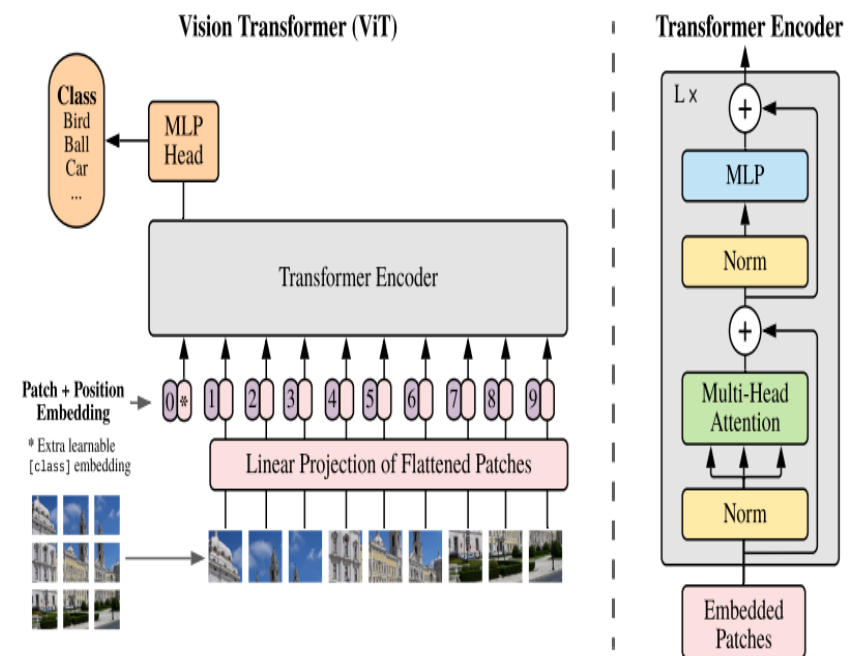 Vision Transformer (ViT)
Class
Bird
Ball
Car
...
MLP
Head
Transformer Encoder
Patch + Position
Embedding
0 * 1 2 3 4 5 6 7 8 9
* Extra learnable
[class] embedding
Linear Projection of Flattened Patches
Transformer Encoder
L ×
+
MLP
Norm
+
Multi-Head
Attention
Norm
Embedded
Patches